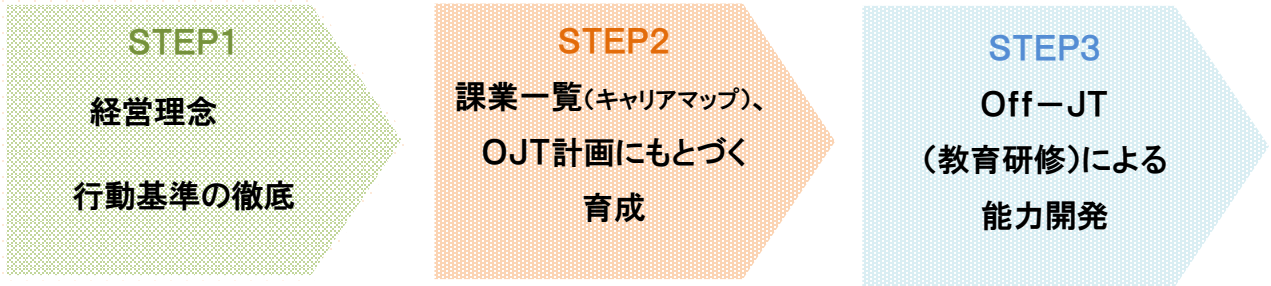 STEP1
経営理念
行動基準の徹底
STEP2
課業一覧(キャリアマップ)、
OJT計画にもとづく
育成
STEP3
Off－JT
(教育研修)による
能力開発